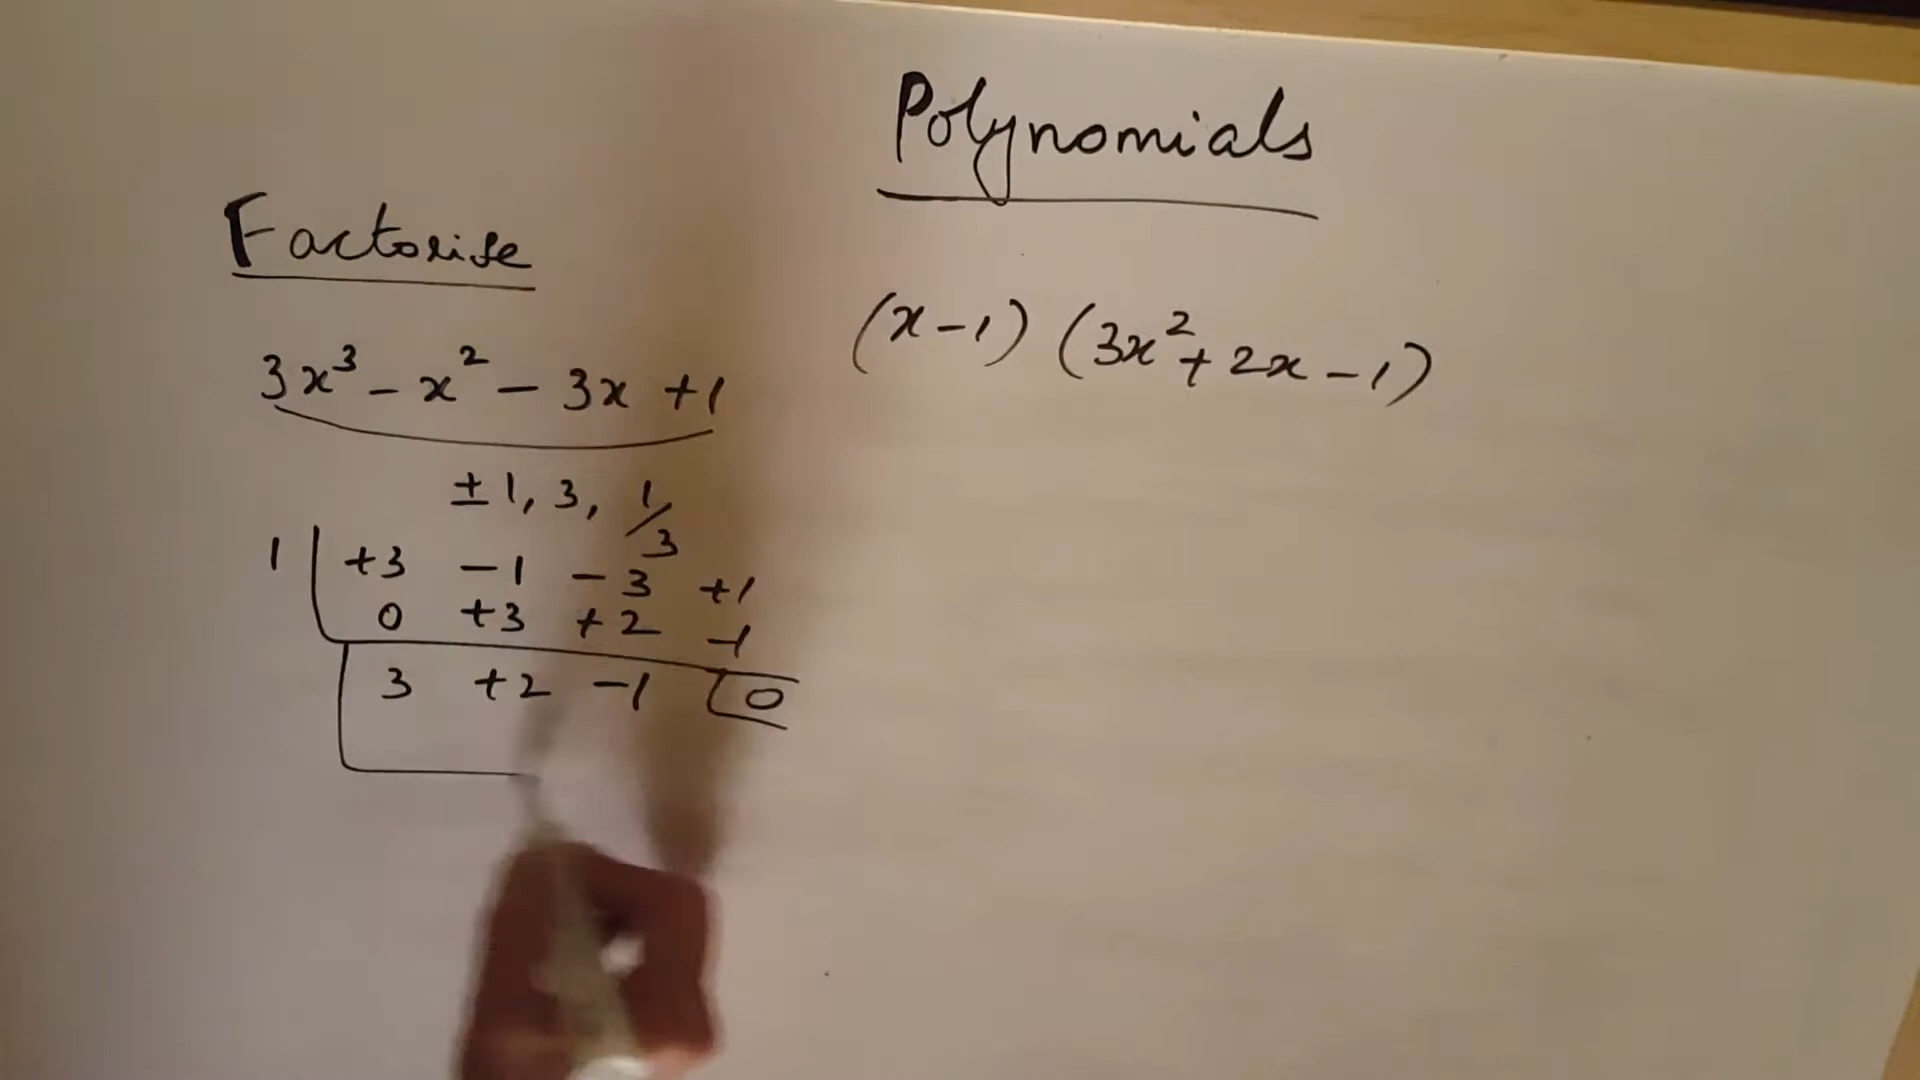 Polynomials
Factorise
3x³ - x² - 3x + 1
(x-1) (3x² + 2x - 1)
± 1, 3, 1/3
1 | +3 -1 -3 +1
0 +3 +2 -1
3 +2 -1 0